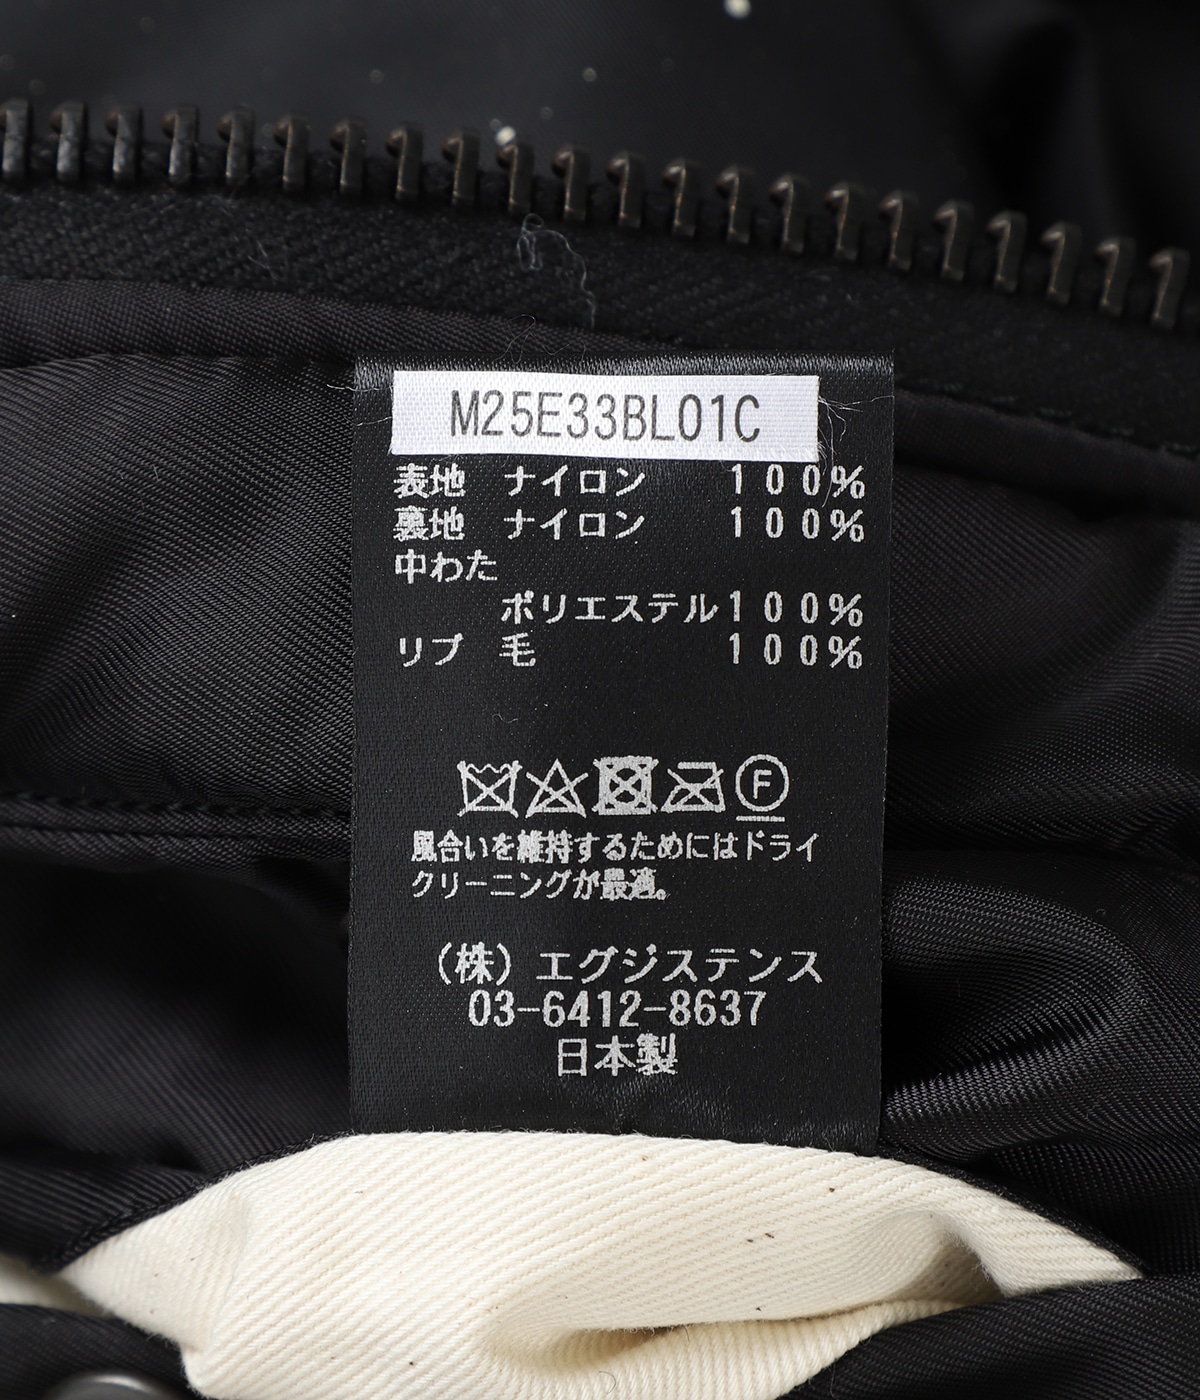 M25E33BL01C
表地 ナイロン 100%
裏地 ナイロン 100%
中わた
ポリエステル100%
リブ 毛 100%
F
風合いを維持するためにはドライ
クリーニングが最適。
（株）エグジステンス
03-6412-8637
日本製